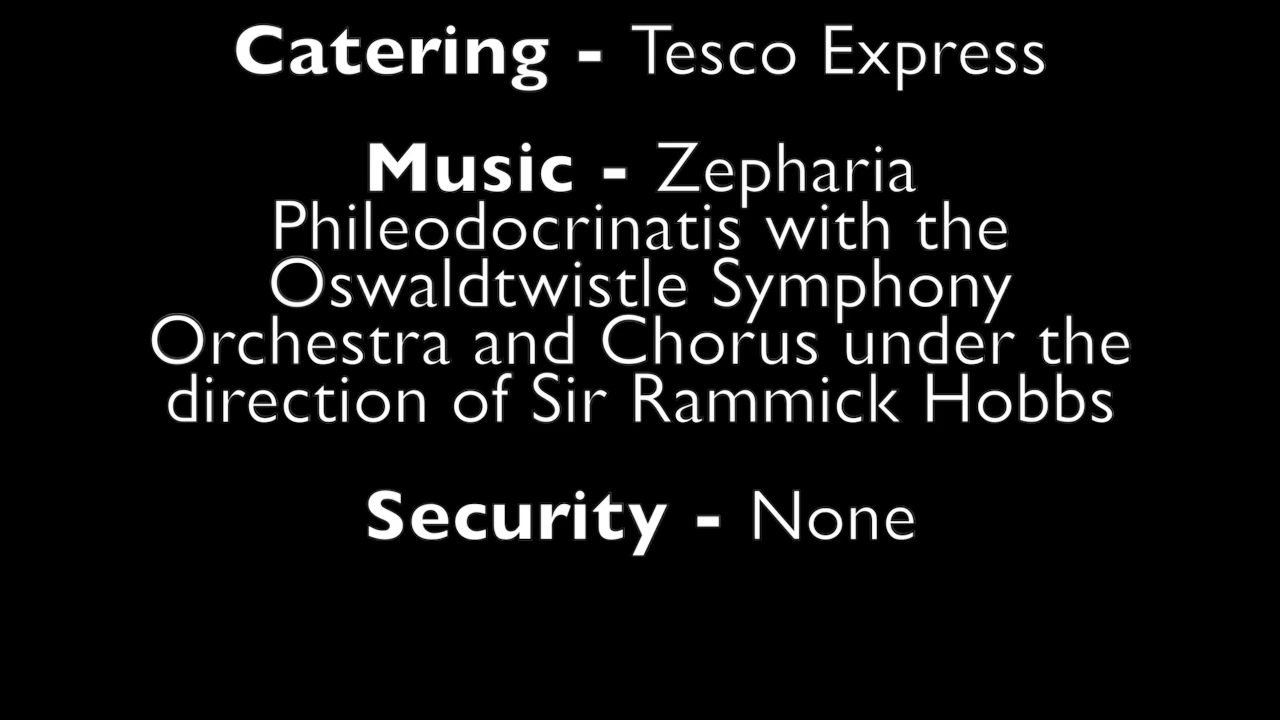 Catering - Tesco Express
Music - Zepharia
Phileodocrinatis with the
Oswaldtwistle Symphony
Orchestra and Chorus under the
direction of Sir Rammick Hobbs
Security - None